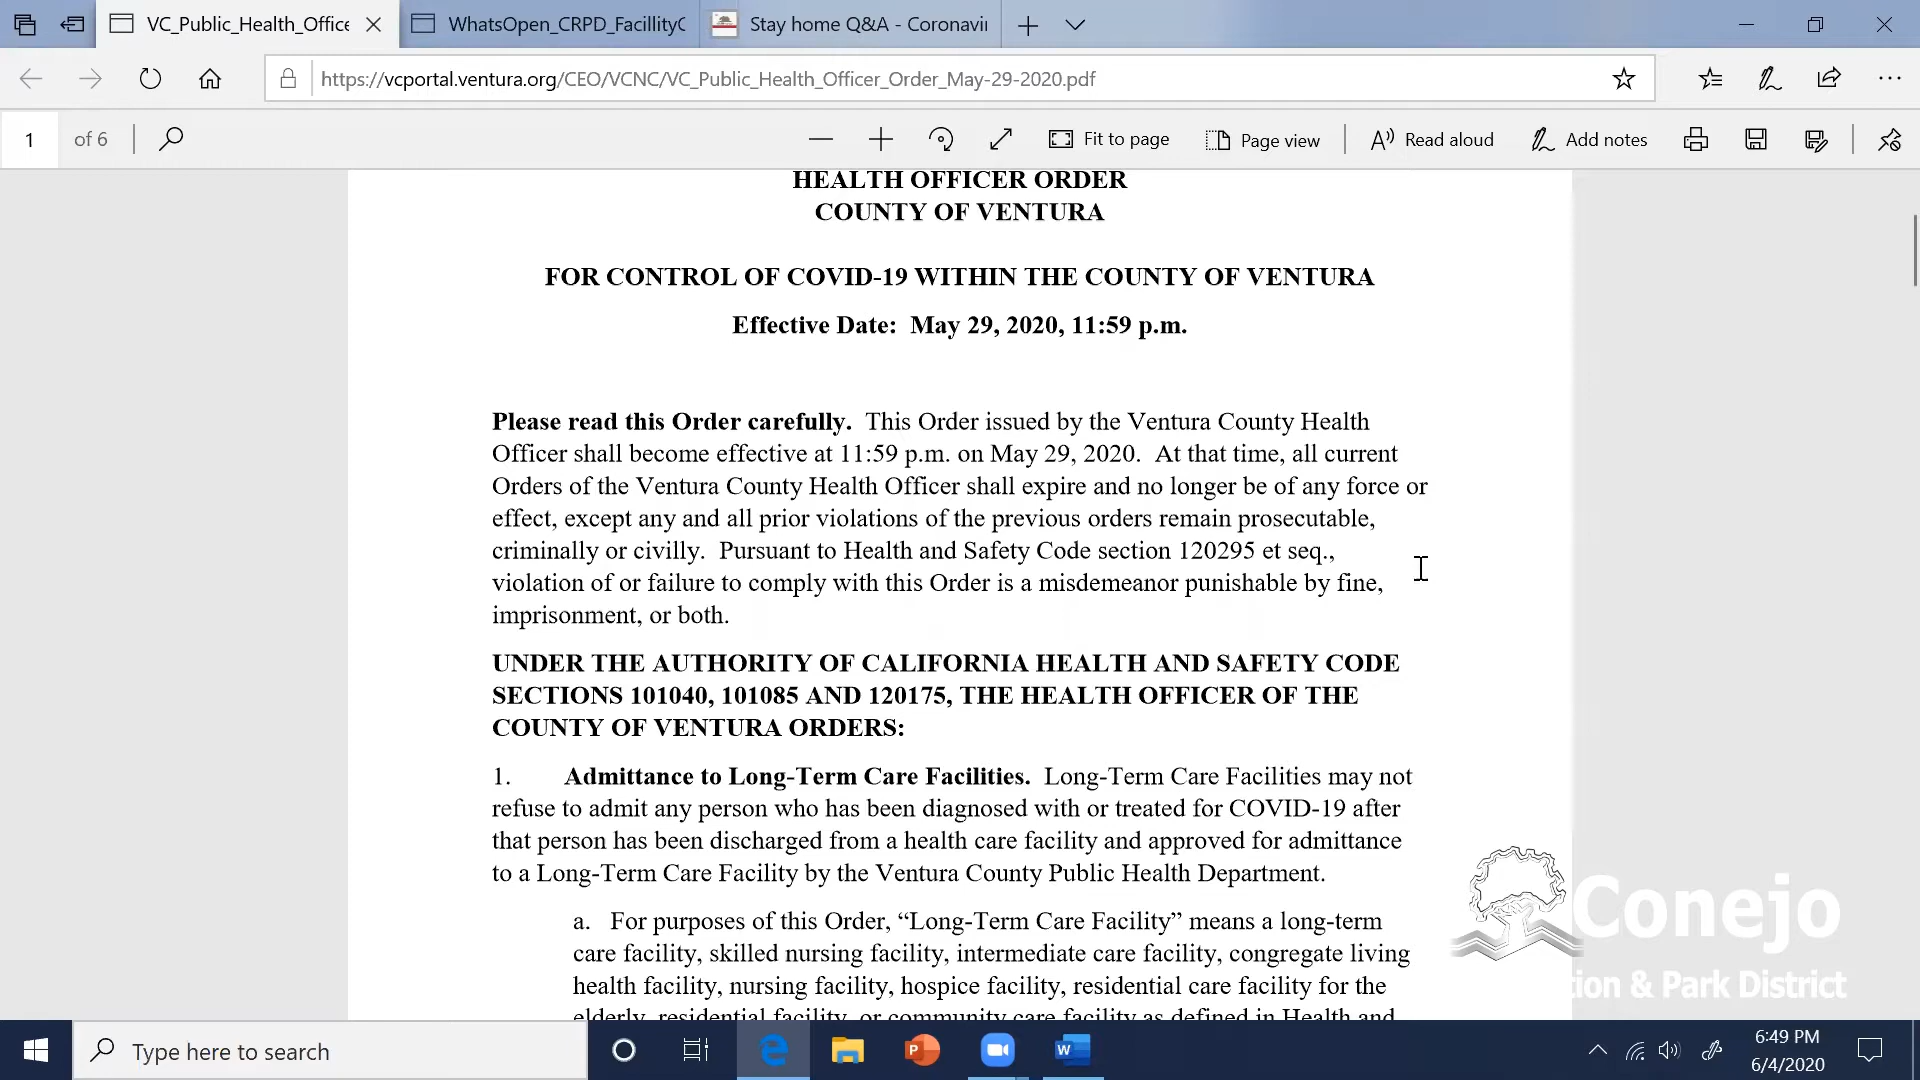 VC_Public_Health_Office
WhatsOpen_CRPD_FacillityC
Stay home Q&A - Coronavi
https://vcportal.ventura.org/CEO/VCNC/VC_Public_Health_Officer_Order_May-29-2020.pdf
1 of 6
Fit to page
Page view
Read aloud
Add notes
HEALTH OFFICER ORDER
COUNTY OF VENTURA
FOR CONTROL OF COVID-19 WITHIN THE COUNTY OF VENTURA
Effective Date: May 29, 2020, 11:59 p.m.
Please read this Order carefully. This Order issued by the Ventura County Health
Officer shall become effective at 11:59 p.m. on May 29, 2020. At that time, all current
Orders of the Ventura County Health Officer shall expire and no longer be of any force or
effect, except any and all prior violations of the previous orders remain prosecutable,
criminally or civilly. Pursuant to Health and Safety Code section 120295 et seq.,
violation of or failure to comply with this Order is a misdemeanor punishable by fine,
imprisonment, or both.
UNDER THE AUTHORITY OF CALIFORNIA HEALTH AND SAFETY CODE
SECTIONS 101040, 101085 AND 120175, THE HEALTH OFFICER OF THE
COUNTY OF VENTURA ORDERS:
1. Admittance to Long-Term Care Facilities. Long-Term Care Facilities may not
refuse to admit any person who has been diagnosed with or treated for COVID-19 after
that person has been discharged from a health care facility and approved for admittance
to a Long-Term Care Facility by the Ventura County Public Health Department.
a. For purposes of this Order, “Long-Term Care Facility” means a long-term
care facility, skilled nursing facility, intermediate care facility, congregate living
health facility, nursing facility, hospice facility, residential care facility for the
elderly, residential facility, or community care facility as defined in Health and
Conejo
tion & Park District
Type here to search
6:49 PM
6/4/2020